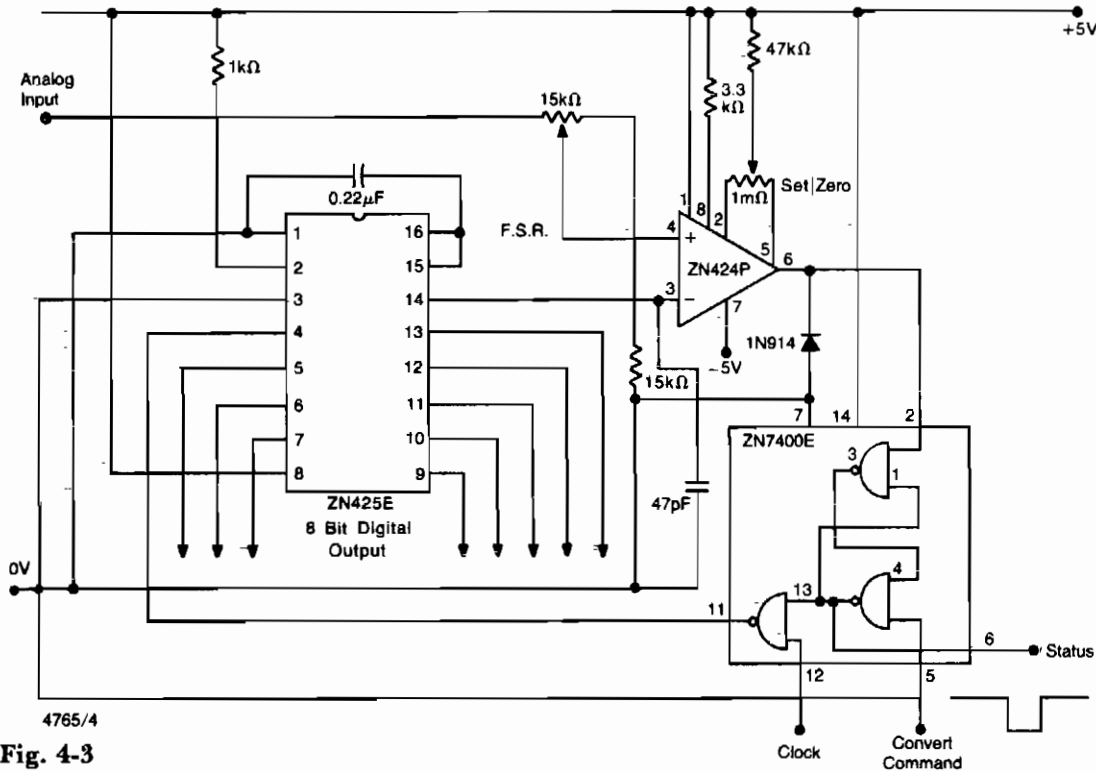 +5V
1kΩ
47kΩ
Analog
Input
15kΩ
3.3
kΩ
0.22µF
1mΩ
Set|Zero
F.S.R.
1
8
2
4
+
5
6
ZN424P
3
−
7
−5V
1N914
15kΩ
47pF
1
2
3
4
5
6
7
8
16
15
14
13
12
11
10
9
ZN425E
8 Bit Digital
Output
0V
7
14
2
ZN7400E
3
1
4
13
11
12
5
6
Status
4765/4
Fig. 4-3
Clock
Convert
Command